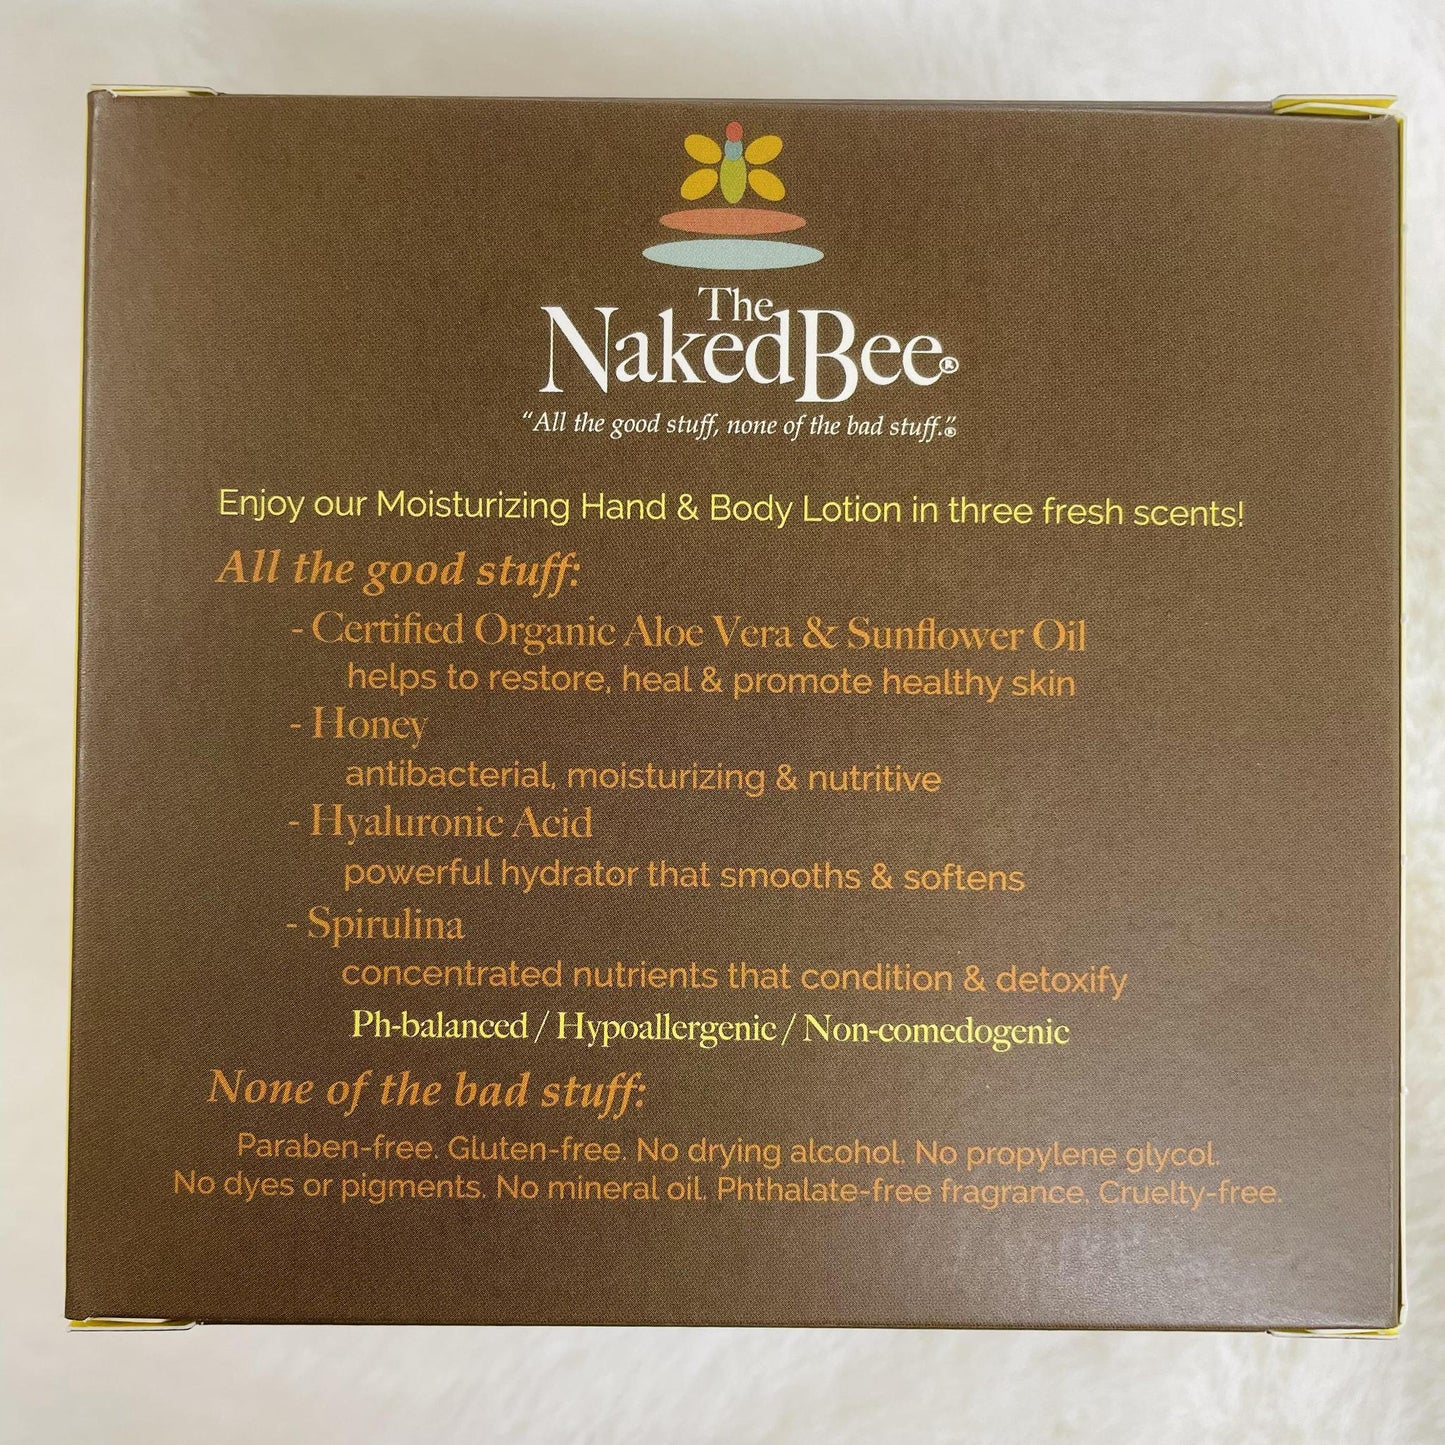 The
Naked Bee®
“All the good stuff, none of the bad stuff.”®
Enjoy our Moisturizing Hand & Body Lotion in three fresh scents!
All the good stuff:
- Certified Organic Aloe Vera & Sunflower Oil
helps to restore, heal & promote healthy skin
- Honey
antibacterial, moisturizing & nutritive
- Hyaluronic Acid
powerful hydrator that smooths & softens
- Spirulina
concentrated nutrients that condition & detoxify
Ph-balanced / Hypoallergenic / Non-comedogenic
None of the bad stuff:
Paraben-free. Gluten-free. No drying alcohol. No propylene glycol.
No dyes or pigments. No mineral oil. Phthalate-free fragrance. Cruelty-free.